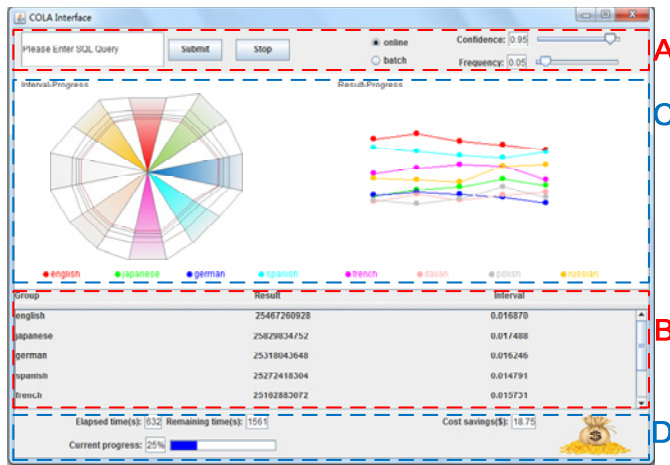 COLA Interface
Please Enter SQL Query
Submit
Stop
online
batch
Confidence: 0.95
Frequency: 0.05
A
Interval-Progress
Result-Progress
C
english
japanese
german
spanish
french
italian
polish
russian
Group Result Interval
english 25467260928 0.016870
japanese 25829834752 0.017488
german 25318043648 0.016246
spanish 25272418304 0.014791
french 25162883072 0.015731
B
Elapsed time(s): 632 Remaining time(s): 1561 Cost savings($): 18.75
Current progress: 25%
$
D